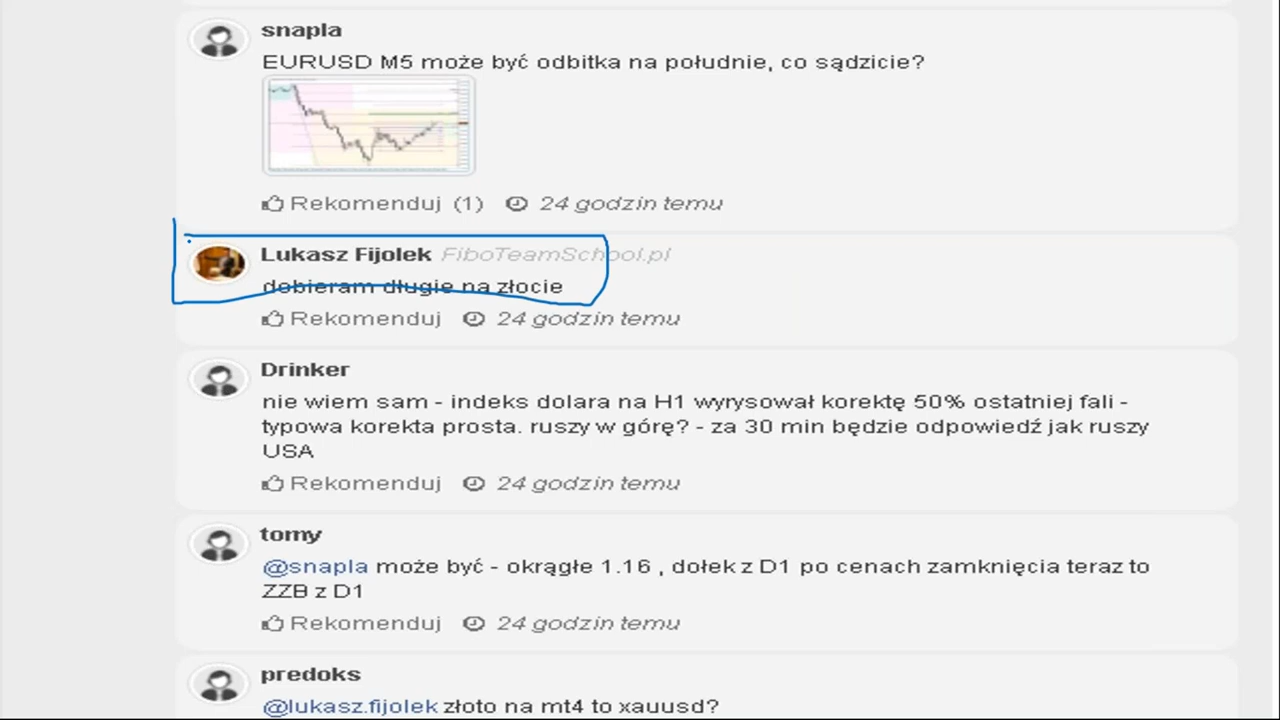 snapla
EURUSD M5 może być odbitka na południe, co sądzicie?
Rekomenduj (1) 24 godzin temu
Lukasz Fijolek FiboTeamSchool.pl
dobieram długie na złocie
Rekomenduj 24 godzin temu
Drinker
nie wiem sam - indeks dolara na H1 wyrysował korektę 50% ostatniej fali -
typowa korekta prosta. ruszy w górę? - za 30 min będzie odpowiedź jak ruszy
USA
Rekomenduj 24 godzin temu
tomy
@snapla może być - okrągłe 1.16 , dołek z D1 po cenach zamknięcia teraz to
ZZB z D1
Rekomenduj 24 godzin temu
predoks
@lukasz.fijolek złoto na mt4 to xauusd?